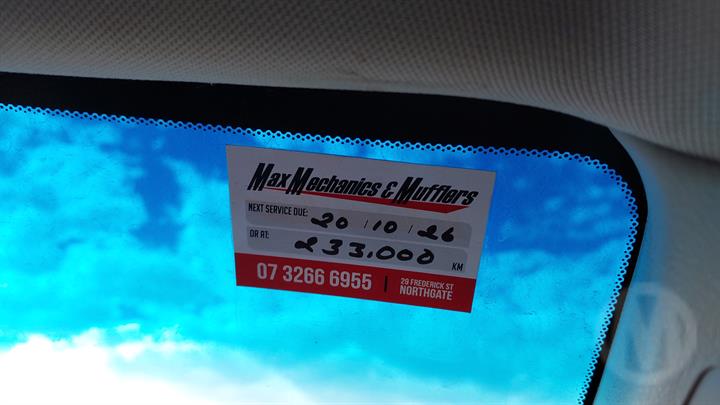 Max Mechanics & Mufflers
NEXT SERVICE DUE: 20 / 10 / 26
OR AT: 233,000 KM
07 3266 6955 | 29 FREDERICK ST
NORTHGATE
M